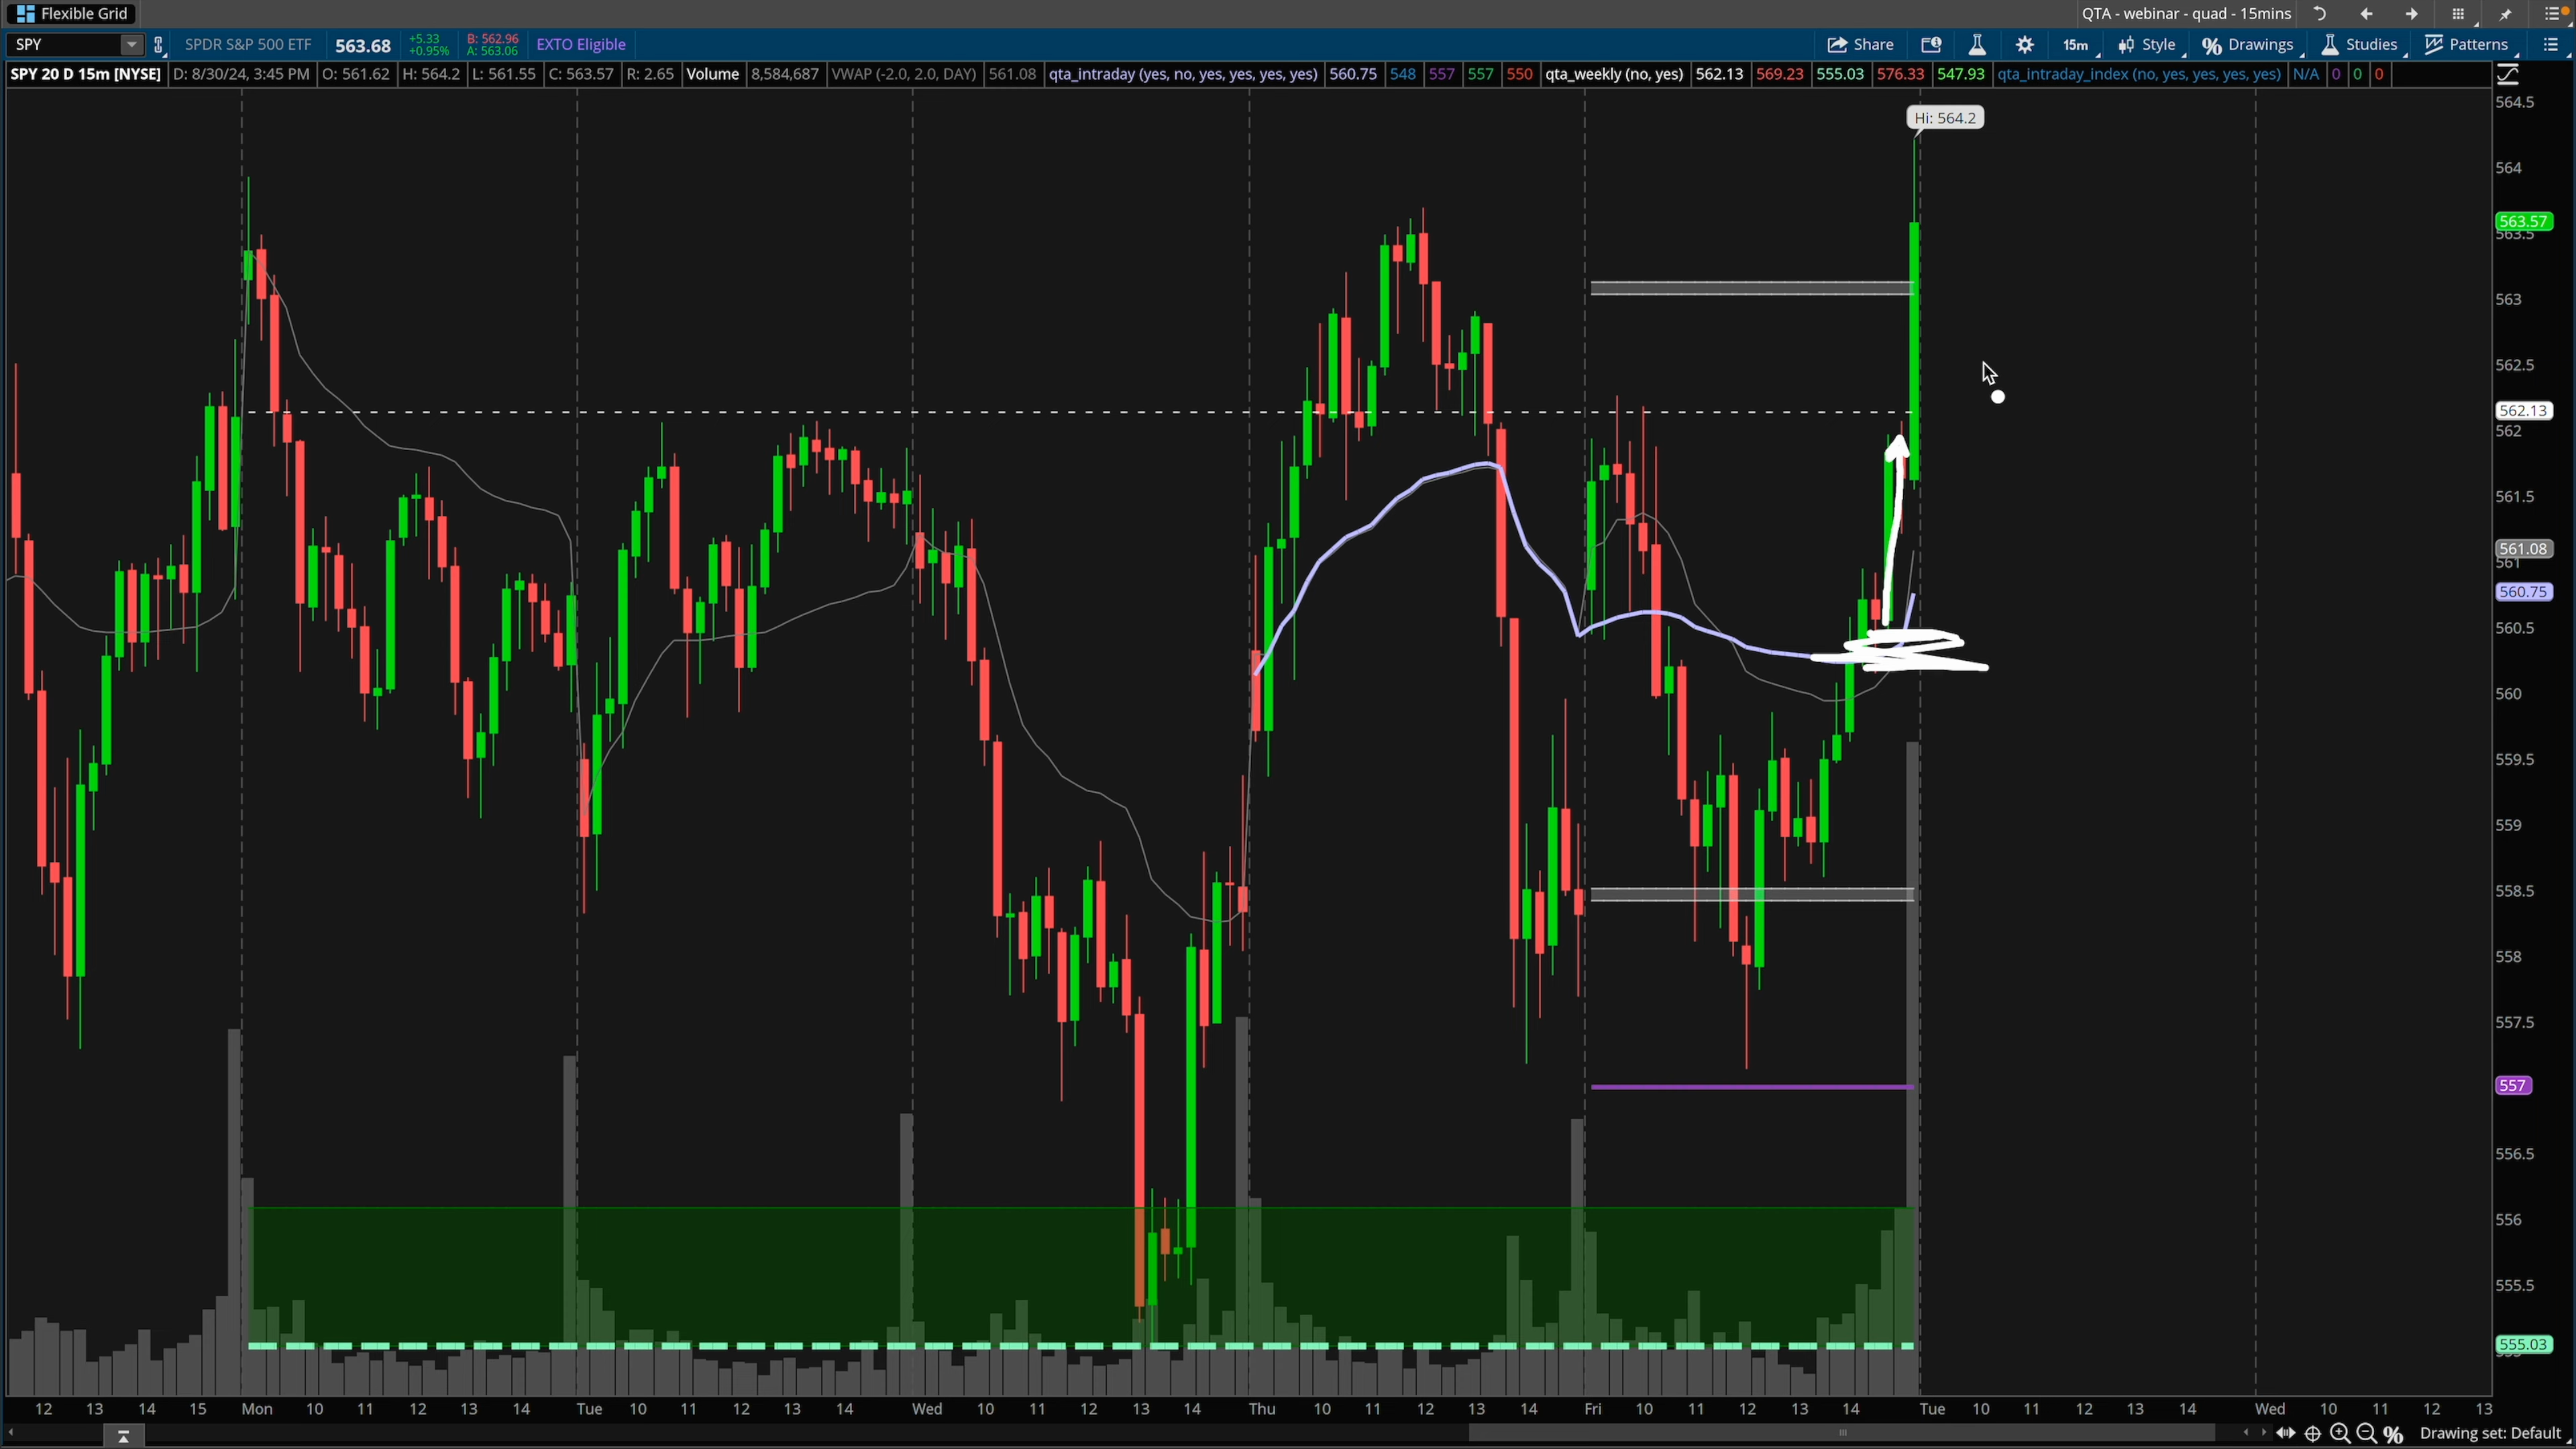 Flexible Grid
QTA - webinar - quad - 15mins
SPY
SPDR S&P 500 ETF
563.68
+5.33
+0.95%
B: 562.96
A: 563.06
EXTO Eligible
Share
15m
Style
Drawings
Studies
Patterns
SPY 20 D 15m [NYSE] D: 8/30/24, 3:45 PM O: 561.62 H: 564.2 L: 561.55 C: 563.57 R: 2.65 Volume 8,584,687 VWAP (-2.0, 2.0, DAY) 561.08 qta_intraday (yes, no, yes, yes, yes, yes) 560.75 548 557 557 550 qta_weekly (no, yes) 562.13 569.23 555.03 576.33 547.93 qta_intraday_index (no, yes, yes, yes, yes) N/A 0 0 0
Hi: 564.2
564.5
564
563.57
563.5
563
562.5
562.13
562
561.5
561.08
561
560.75
560.5
560
559.5
559
558.5
558
557.5
557
556.5
556
555.5
555.03
12 13 14 15 Mon 10 11 12 13 14 Tue 10 11 12 13 14 Wed 10 11 12 13 14 Thu 10 11 12 13 14 Fri 10 11 12 13 14 Tue 10 11 12 13 14 Wed 10 11 12 13
Drawing set: Default